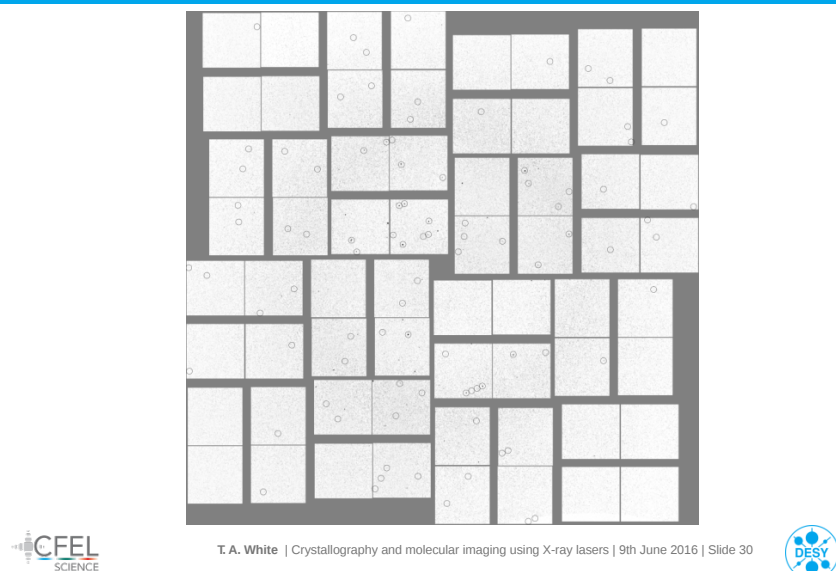 CFEL
SCIENCE
T. A. White | Crystallography and molecular imaging using X-ray lasers | 9th June 2016 | Slide 30
DESY